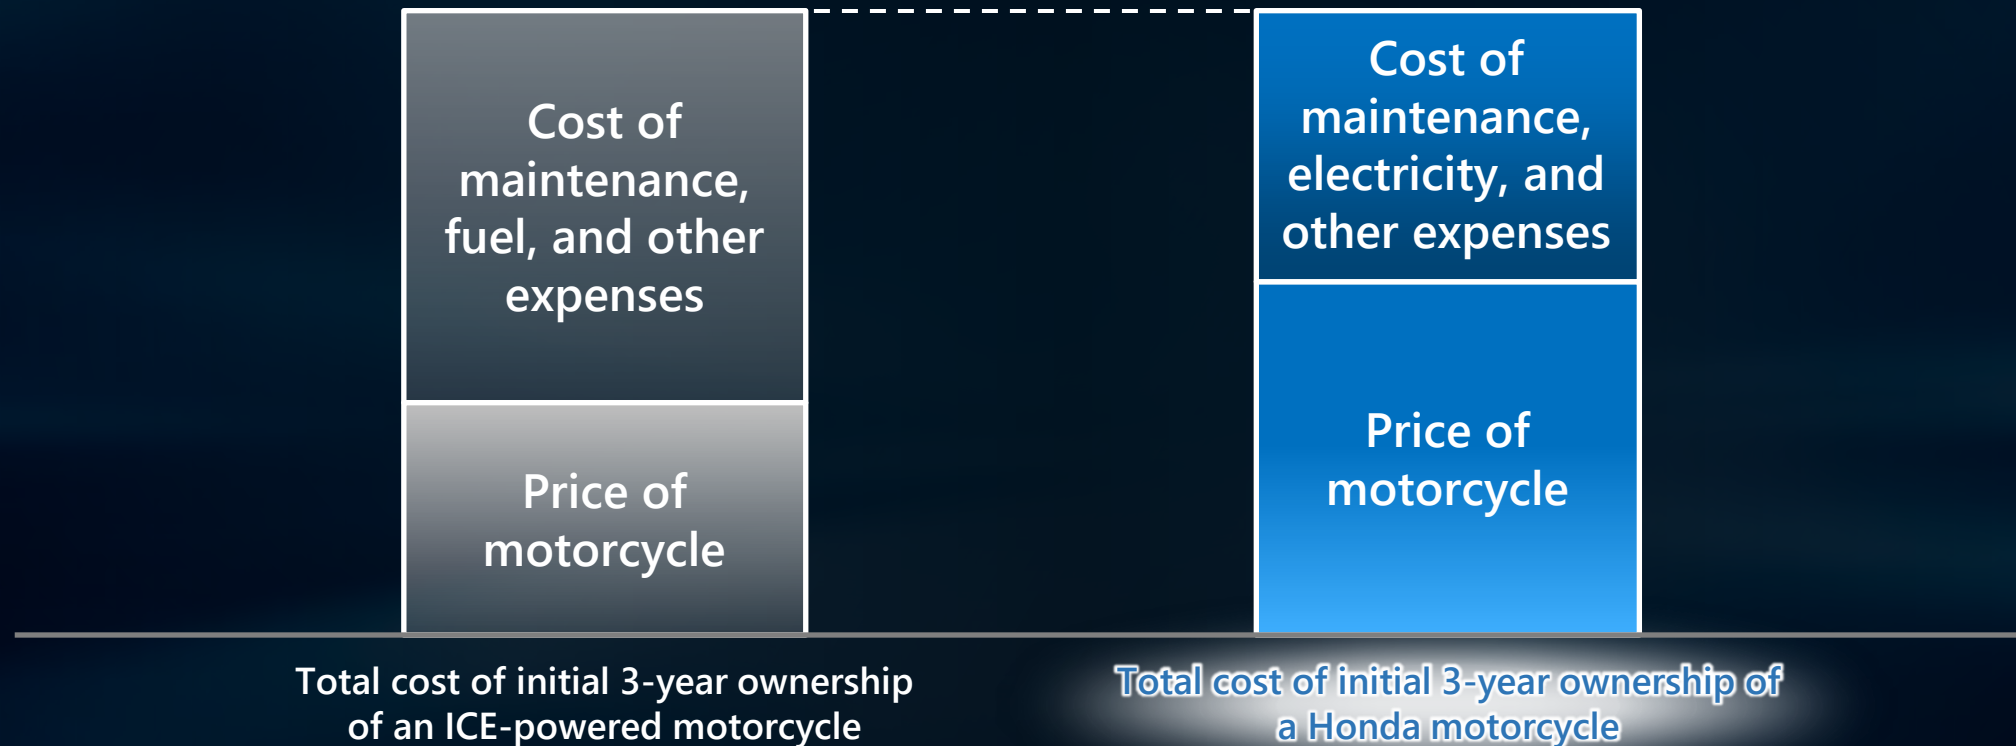 Cost of
maintenance,
fuel, and other
expenses
Price of
motorcycle
Total cost of initial 3-year ownership
of an ICE-powered motorcycle
Cost of
maintenance,
electricity, and
other expenses
Price of
motorcycle
Total cost of initial 3-year ownership of
a Honda motorcycle